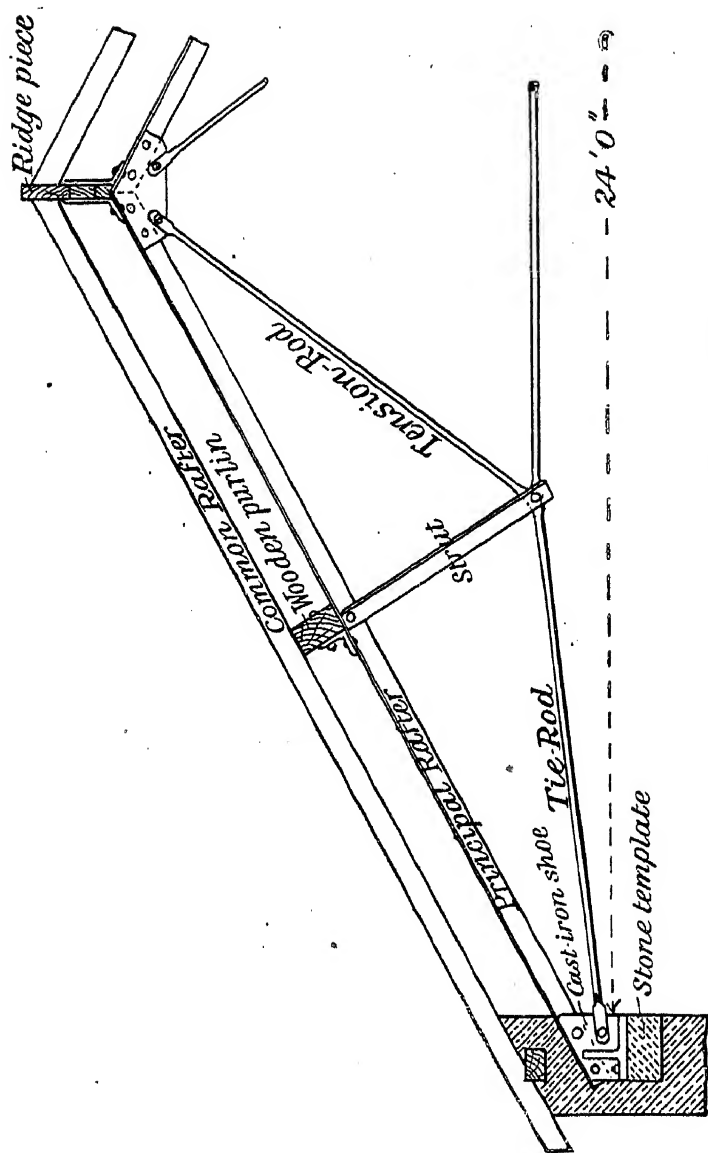 Ridge piece
Common Rafter
Wooden purlin
Tension-Rod
Strut
Principal Rafter
Tie-Rod
24'0"
Cast-iron shoe
Stone template